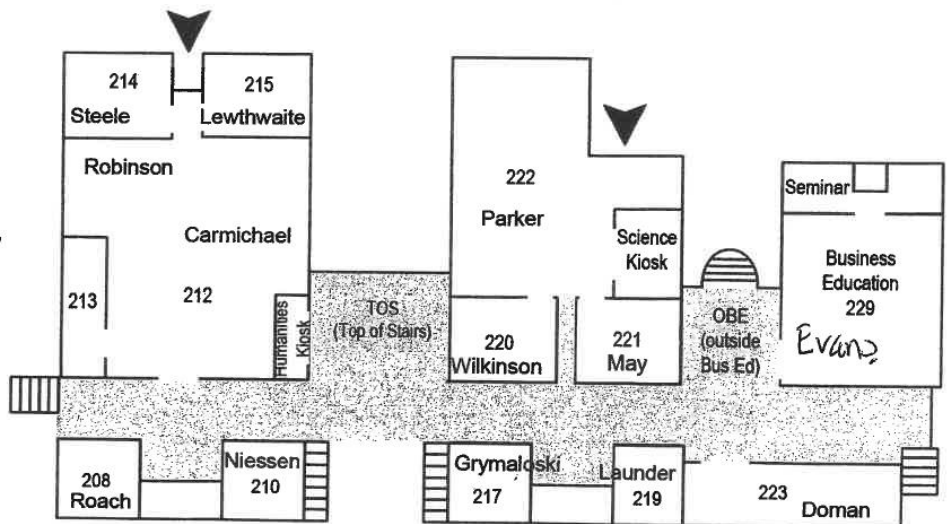 214
Steele
215
Lewthwaite
Robinson
Carmichael
213
212
Humanities
Kiosk
TOS
(Top of Stairs)
222
Parker
Science
Kiosk
220
Wilkinson
221
May
OBE
(outside
Bus Ed)
Seminar
Business
Education
229
Evans
208
Roach
Niessen
210
Grymaloski
217
Launder
219
223
Doman